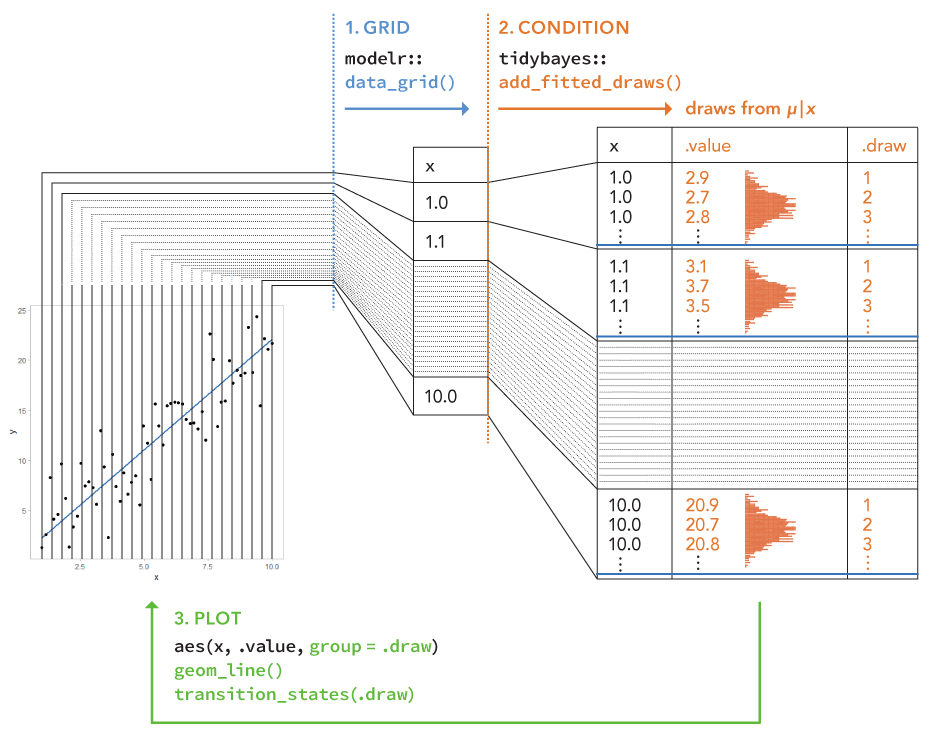 1. GRID
modelr::
data_grid()
2. CONDITION
tidybayes::
add_fitted_draws()
draws from μ|x
x
1.0
1.1
10.0
x .value .draw
1.0 2.9 1
1.0 2.7 2
1.0 2.8 3
⋮ ⋮ ⋮
1.1 3.1 1
1.1 3.7 2
1.1 3.5 3
⋮ ⋮ ⋮
10.0 20.9 1
10.0 20.7 2
10.0 20.8 3
⋮ ⋮ ⋮
25
20
15
10
5
y
2.5 5.0 7.5 10.0
x
3. PLOT
aes(x, .value, group = .draw)
geom_line()
transition_states(.draw)